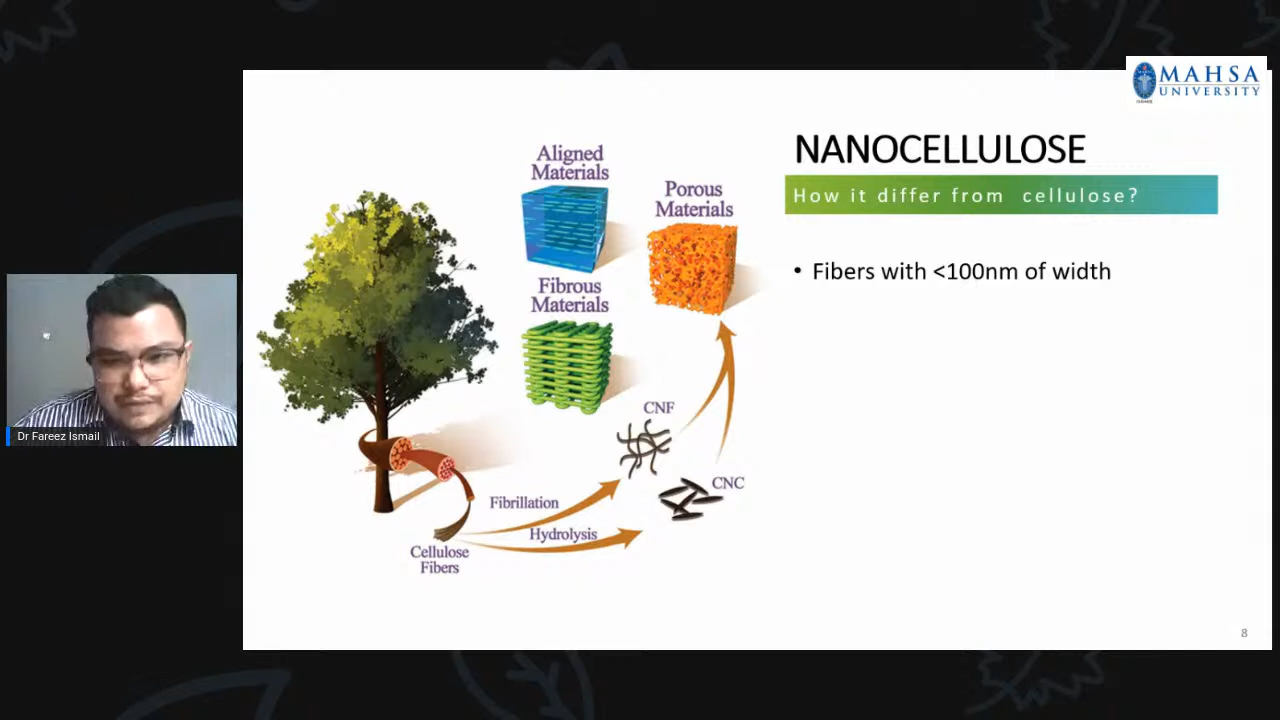 MAHSA
UNIVERSITY
NANOCELLULOSE
How it differ from cellulose?
• Fibers with <100nm of width
Aligned
Materials
Porous
Materials
Fibrous
Materials
CNF
CNC
Fibrillation
Hydrolysis
Cellulose
Fibers
Dr Fareez Ismail
8